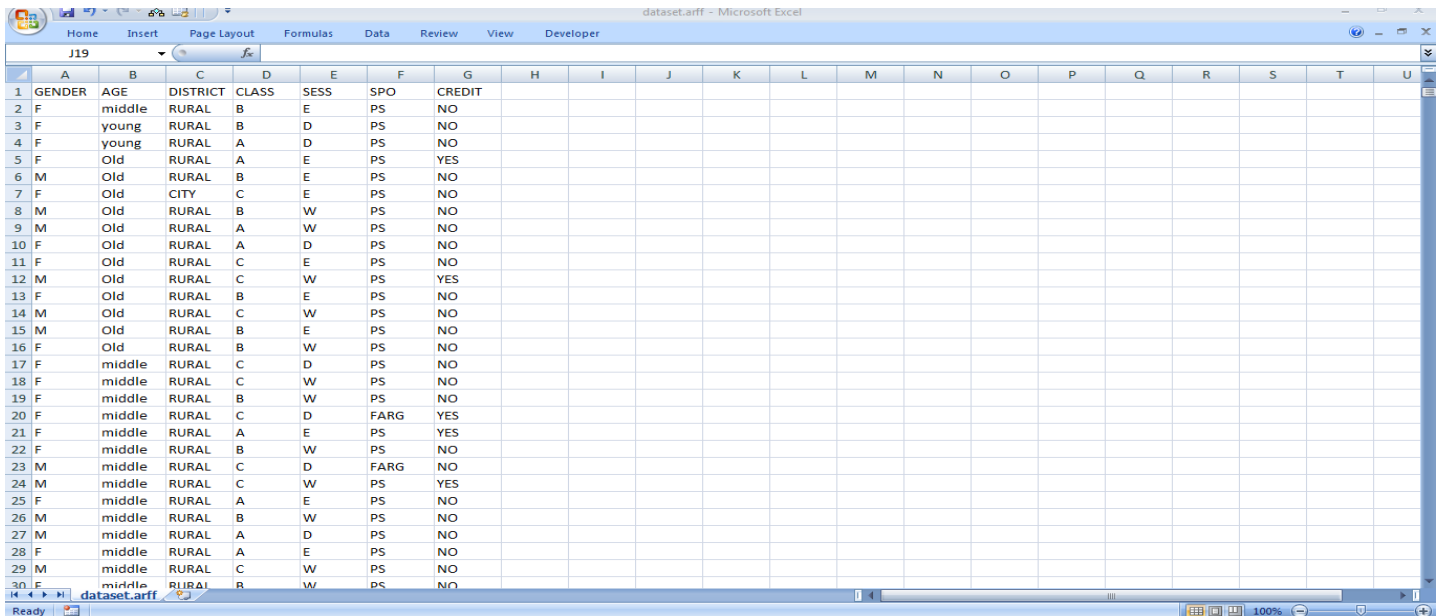 dataset.arff - Microsoft Excel
Home Insert Page Layout Formulas Data Review View Developer
J19 fx
A B C D E F G H I J K L M N O P Q R S T U
1 GENDER AGE DISTRICT CLASS SESS SPO CREDIT
2 F middle RURAL B E PS NO
3 F young RURAL B D PS NO
4 F young RURAL A D PS NO
5 F Old RURAL A E PS YES
6 M Old RURAL B E PS NO
7 F Old CITY C E PS NO
8 M Old RURAL B W PS NO
9 M Old RURAL A W PS NO
10 F Old RURAL A D PS NO
11 F Old RURAL C E PS NO
12 M Old RURAL C W PS YES
13 F Old RURAL B E PS NO
14 M Old RURAL C W PS NO
15 M Old RURAL B E PS NO
16 F Old RURAL B W PS NO
17 F middle RURAL C D PS NO
18 F middle RURAL C W PS NO
19 F middle RURAL B W PS NO
20 F middle RURAL C D FARG YES
21 F middle RURAL A E PS YES
22 F middle RURAL B W PS NO
23 M middle RURAL C D FARG NO
24 M middle RURAL C W PS YES
25 F middle RURAL A E PS NO
26 M middle RURAL B W PS NO
27 M middle RURAL A D PS NO
28 F middle RURAL A E PS NO
29 M middle RURAL C W PS NO
30 F middle RURAL B W PS NO
dataset.arff
Ready 100%